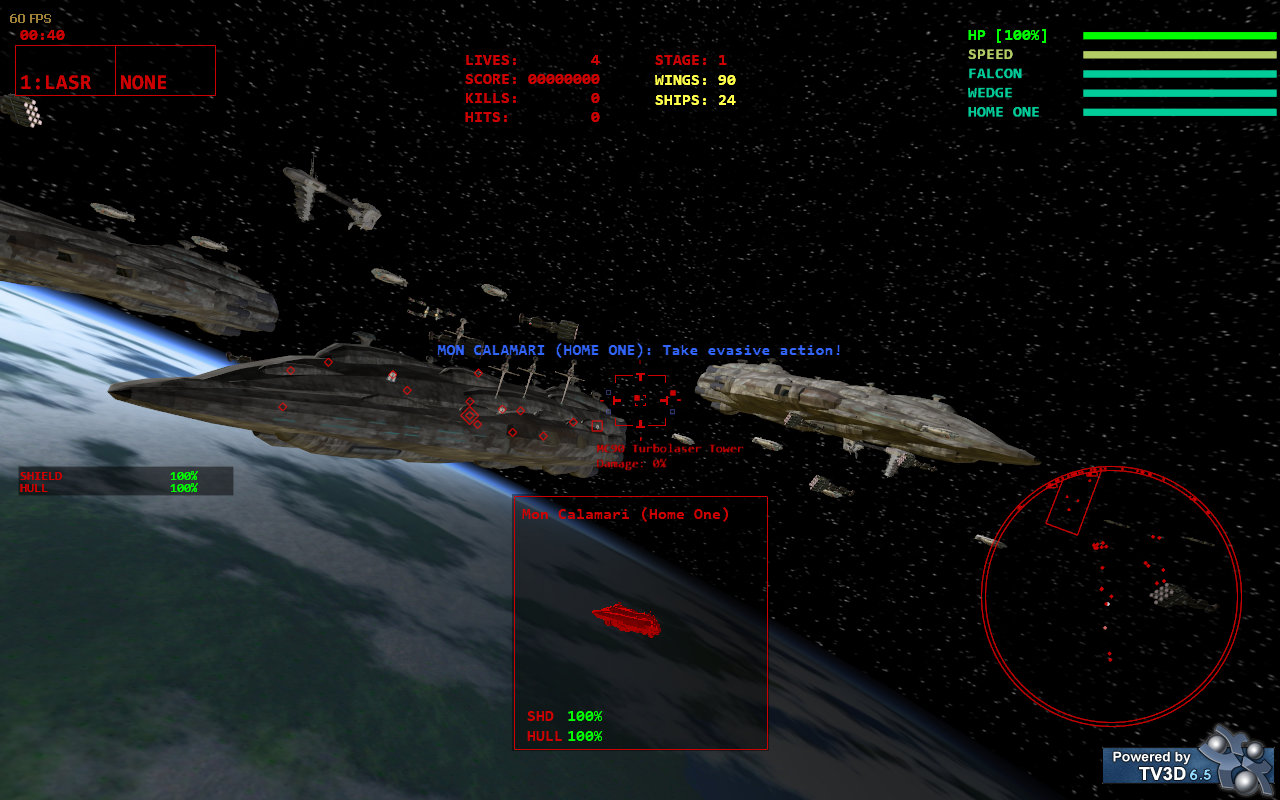 60 FPS
00:40
1:LASR NONE
LIVES: 4
SCORE: 00000000
KILLS: 0
HITS: 0
STAGE: 1
WINGS: 90
SHIPS: 24
HP [100%]
SPEED
FALCON
WEDGE
HOME ONE
MON CALAMARI (HOME ONE): Take evasive action!
Turbolaser Tower
Damage: 0%
SHIELD 100%
HULL 100%
Mon Calamari (Home One)
SHD 100%
HULL 100%
Powered by
TV3D 6.5